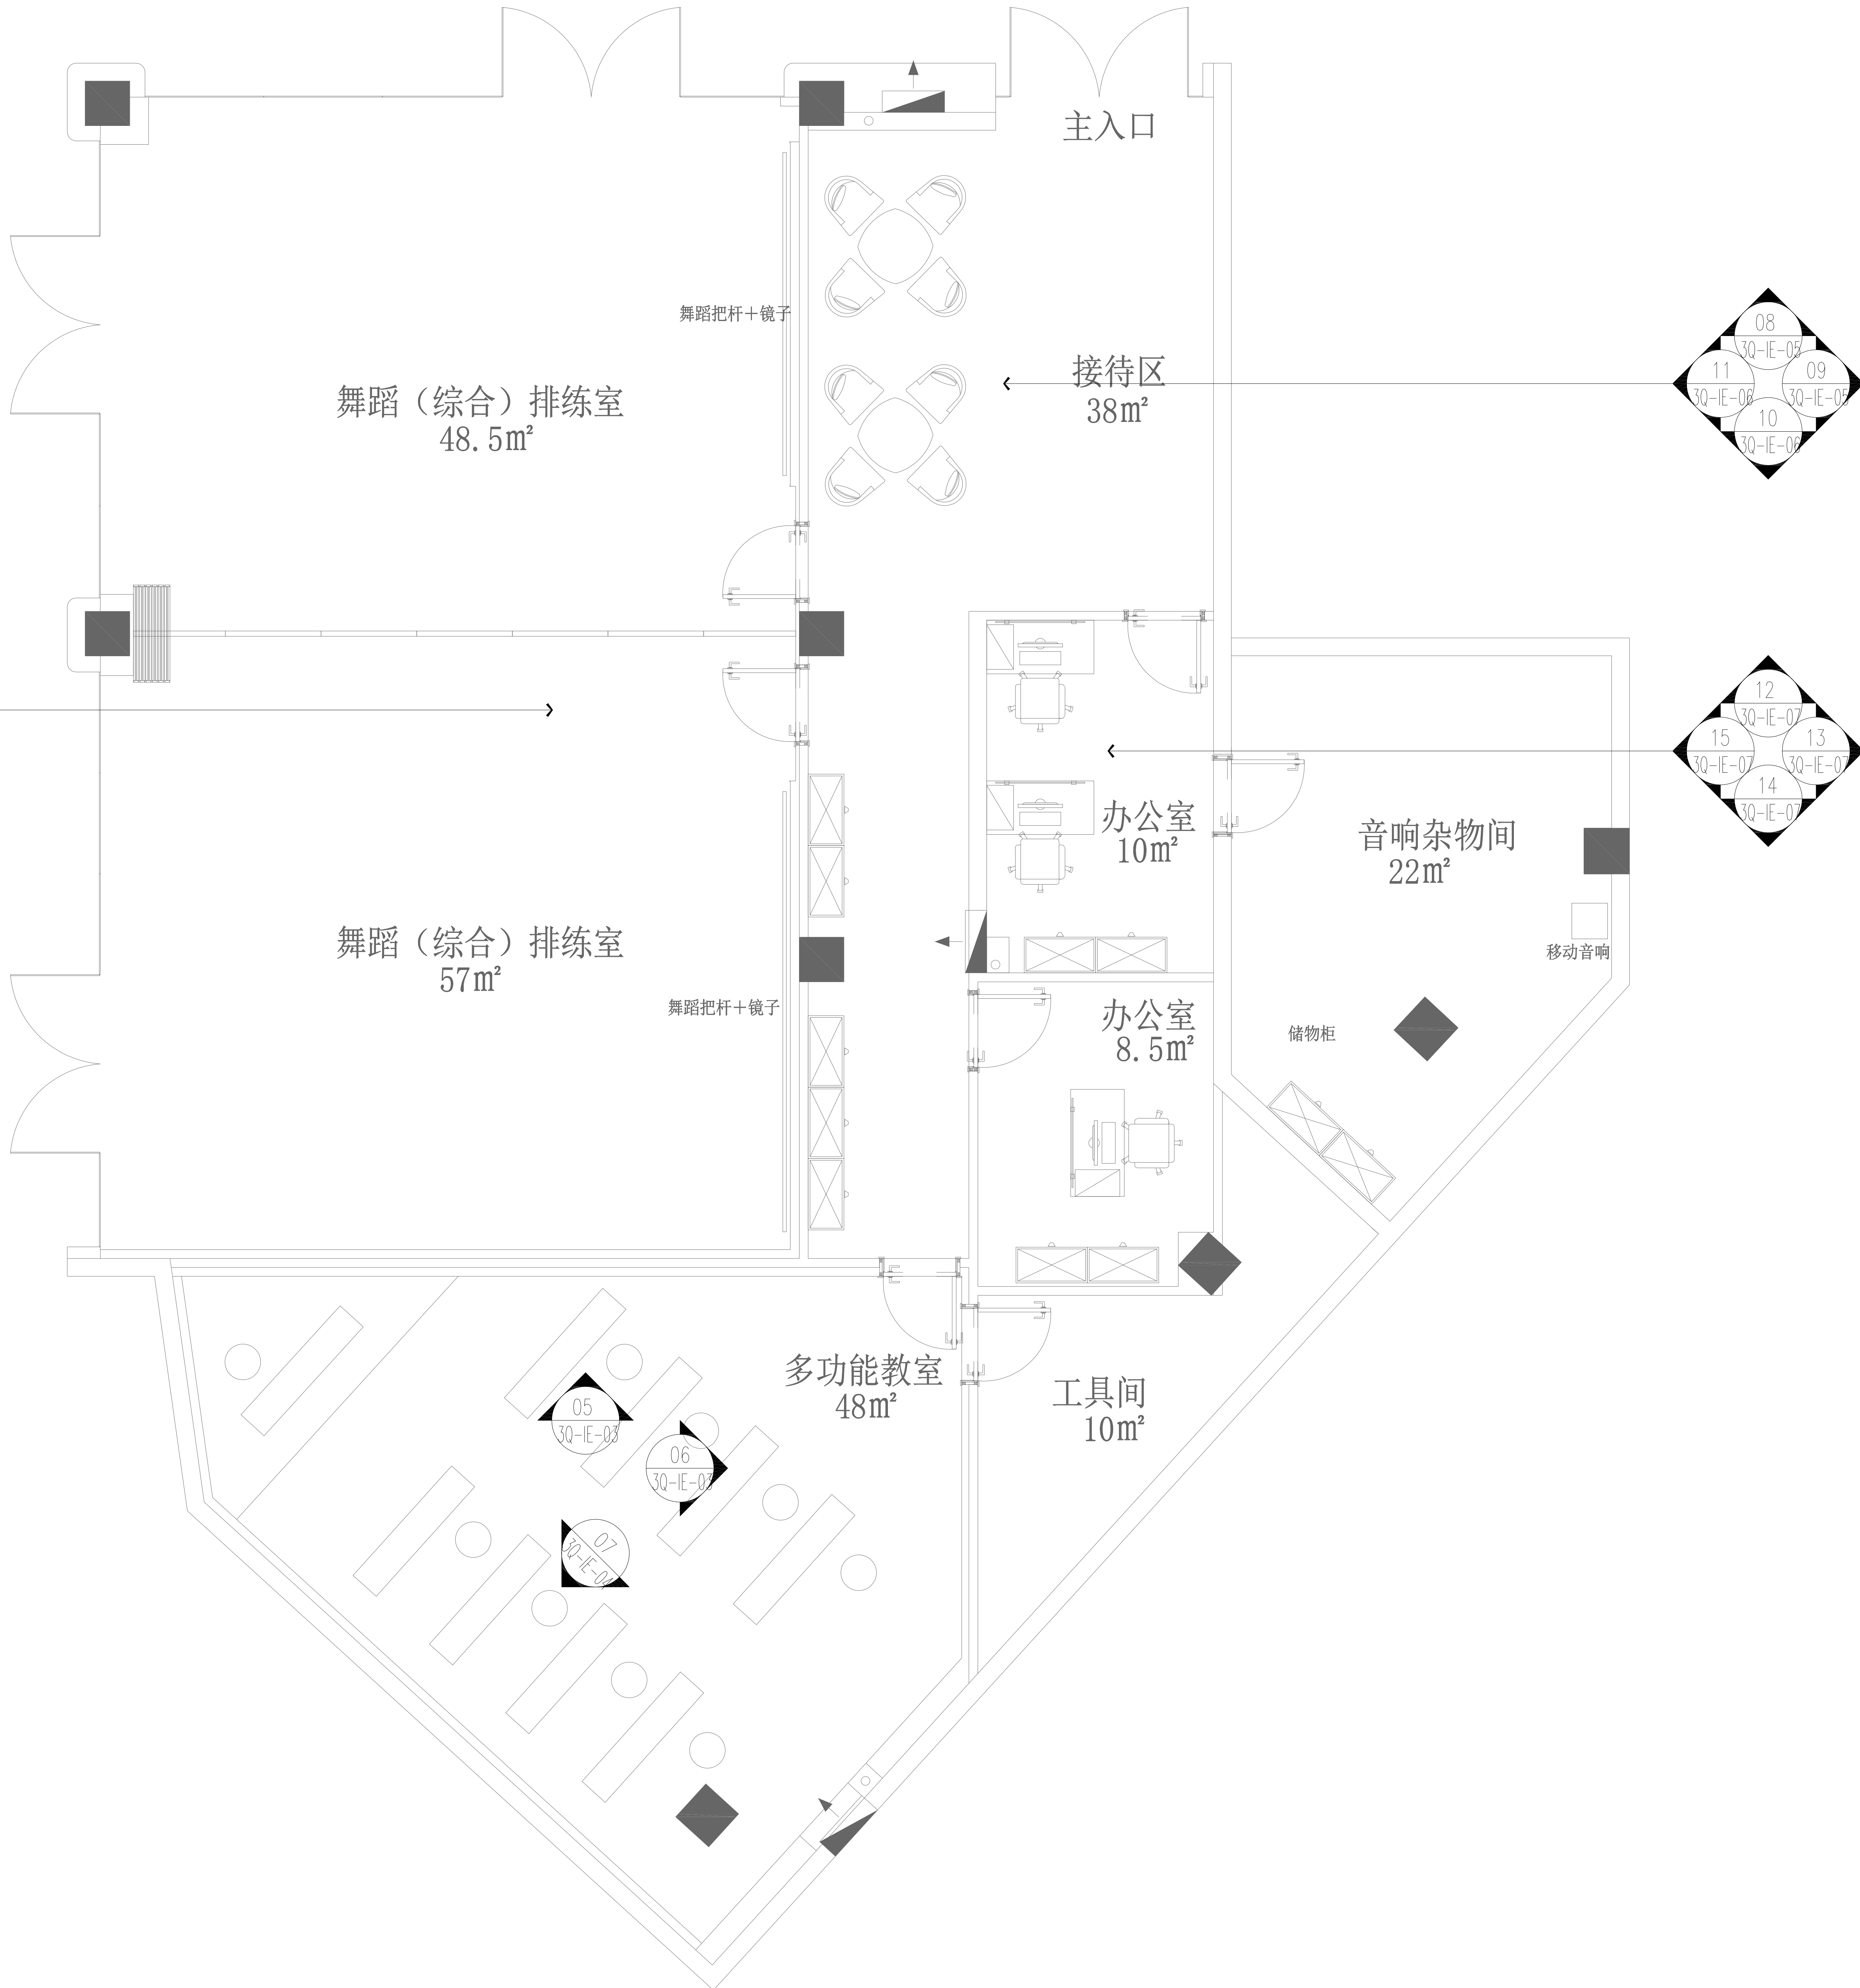 主入口
舞蹈把杆+镜子
08
3Q-IE-05
11
3Q-IE-06
09
3Q-IE-05
10
3Q-IE-06
接待区
38m²
舞蹈（综合）排练室
48.5m²
12
3Q-IE-07
15
3Q-IE-07
13
3Q-IE-07
14
3Q-IE-07
办公室
10m²
音响杂物间
22m²
移动音响
舞蹈（综合）排练室
57m²
舞蹈把杆+镜子
办公室
8.5m²
储物柜
多功能教室
48m²
工具间
10m²
05
3Q-IE-03
06
3Q-IE-03
07
3Q-IE-04